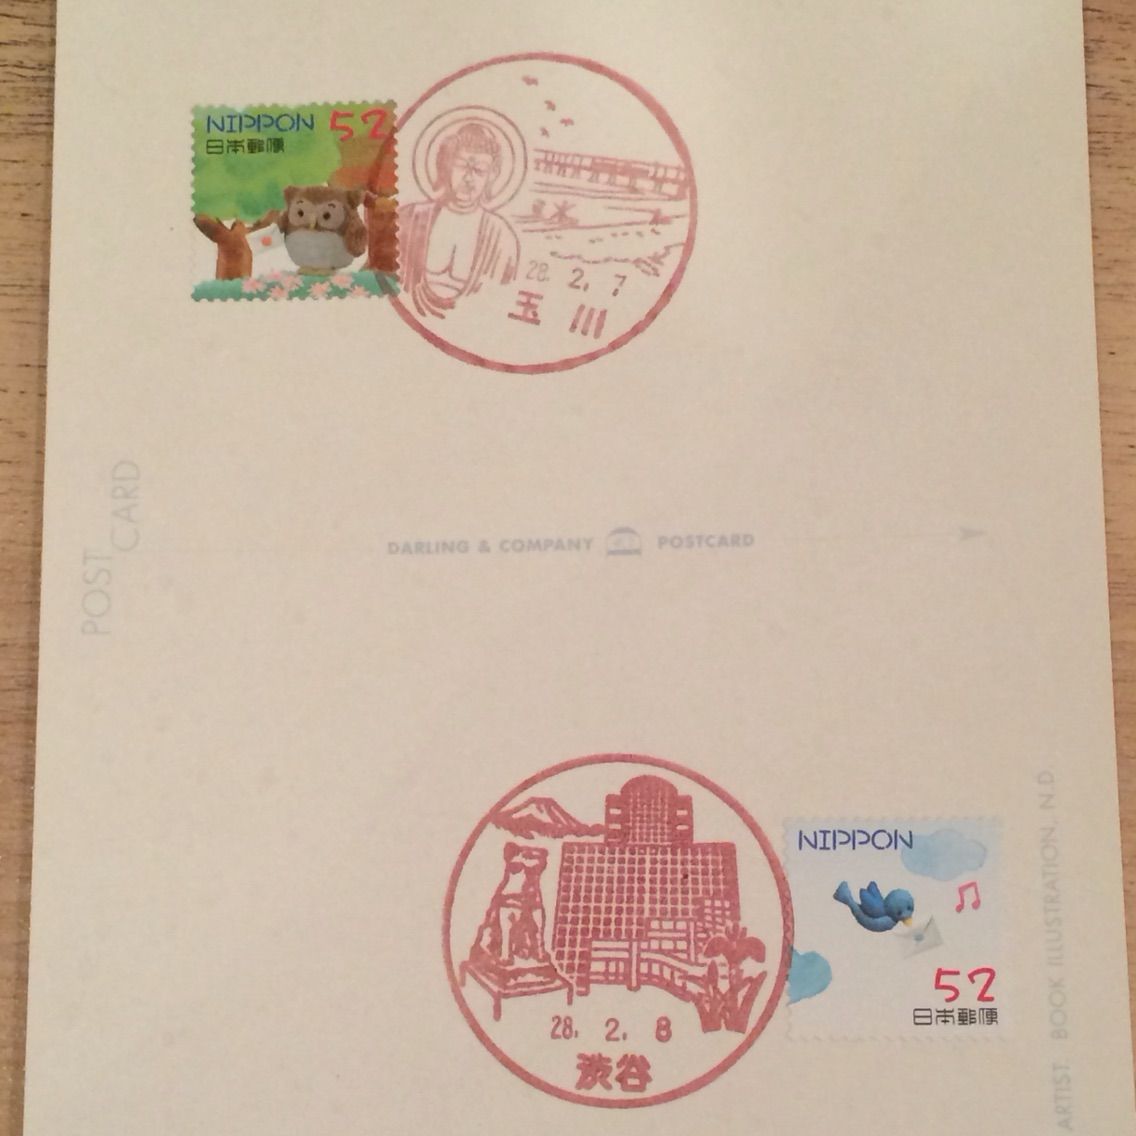 NIPPON 52
日本郵便
28. 2. 7
玉川
POST
CARD
DARLING & COMPANY POSTCARD
NIPPON
52
日本郵便
28. 2. 8
渋谷
ARTIST BOOK ILLUSTRATION, N.D